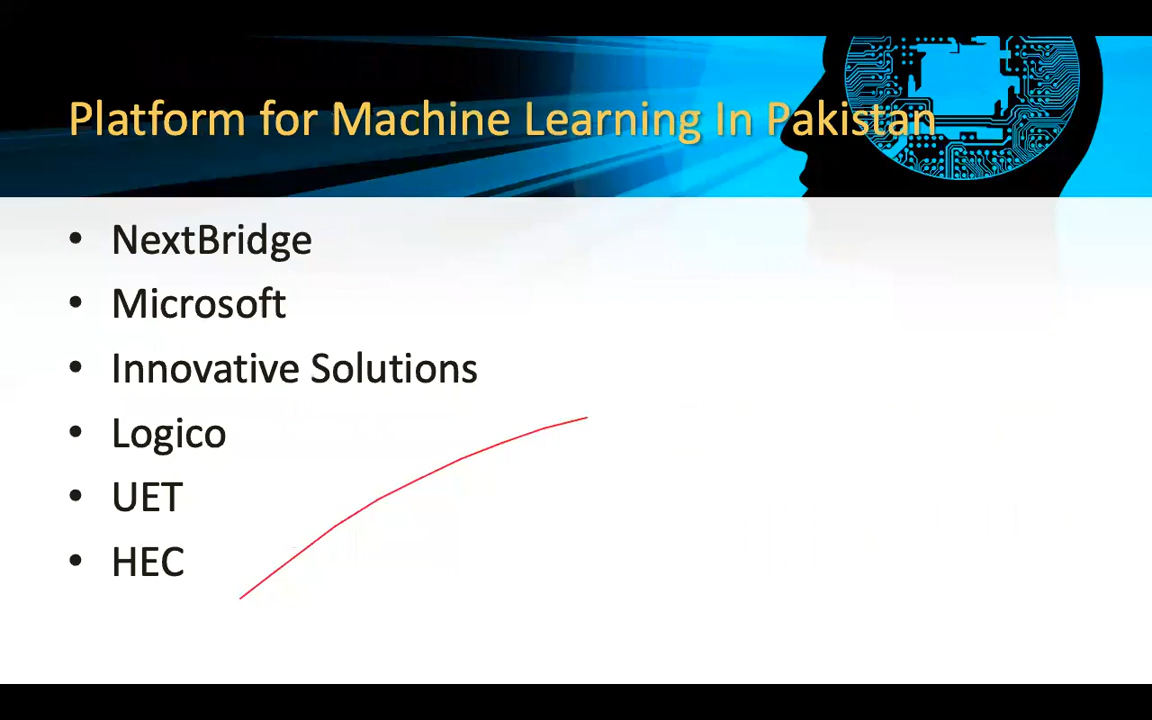 Platform for Machine Learning In Pakistan
• NextBridge
• Microsoft
• Innovative Solutions
• Logico
• UET
• HEC